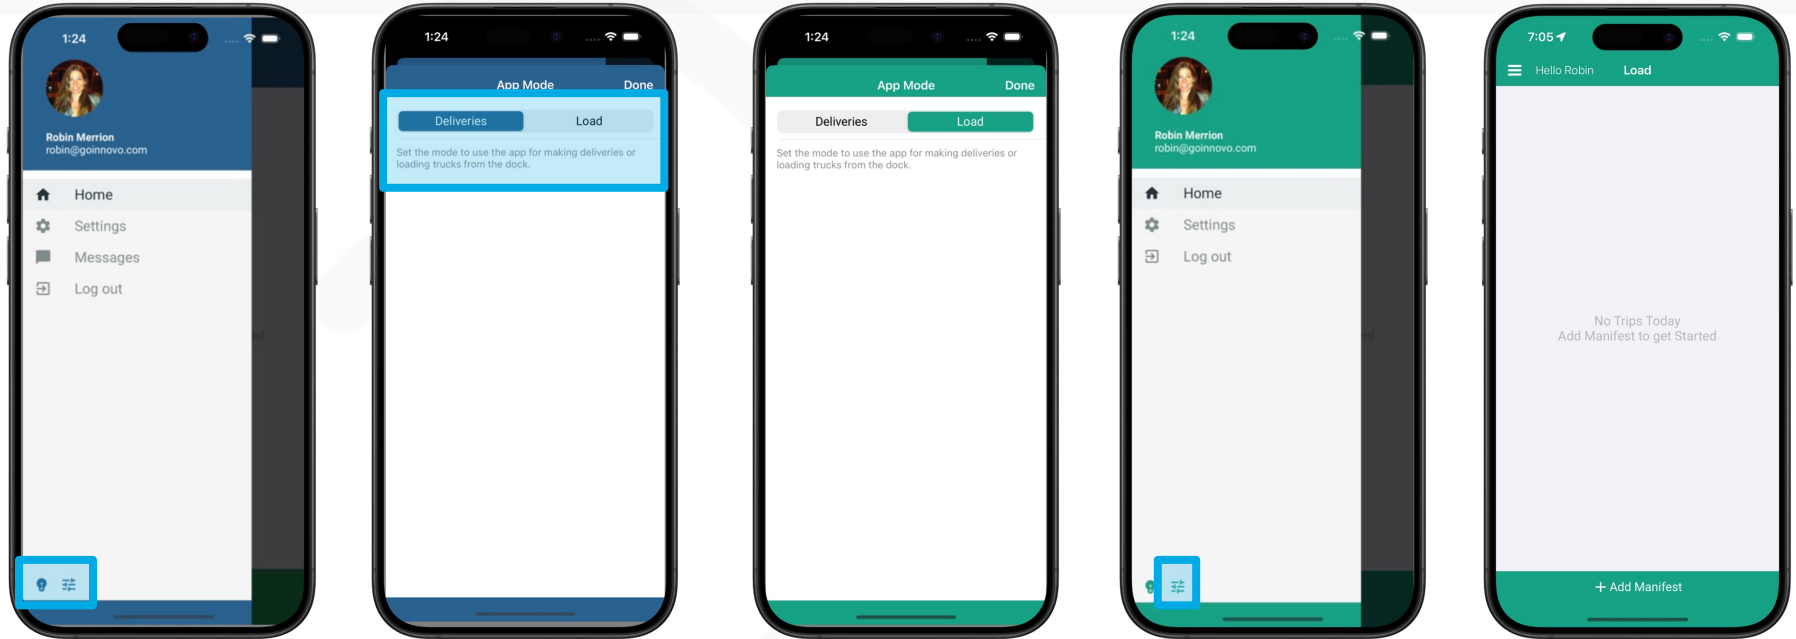 1:24
Robin Merrion
robin@goinnovo.com
Home
Settings
Messages
Log out
ed
1:24
App Mode
Done
Deliveries
Load
Set the mode to use the app for making deliveries or
loading trucks from the dock.
1:24
App Mode
Done
Deliveries
Load
Set the mode to use the app for making deliveries or
loading trucks from the dock.
1:24
Robin Merrion
robin@goinnovo.com
Home
Settings
Log out
ed
7:05
Hello Robin
Load
No Trips Today
Add Manifest to get Started
+ Add Manifest